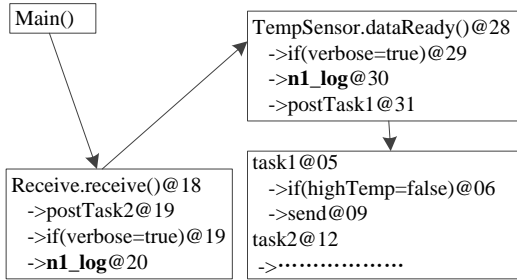 Main()
Receive.receive()@18
->postTask2@19
->if(verbose=true)@19
->n1_log@20
TempSensor.dataReady()@28
->if(verbose=true)@29
->n1_log@30
->postTask1@31
task1@05
->if(highTemp=false)@06
->send@09
task2@12
->………………